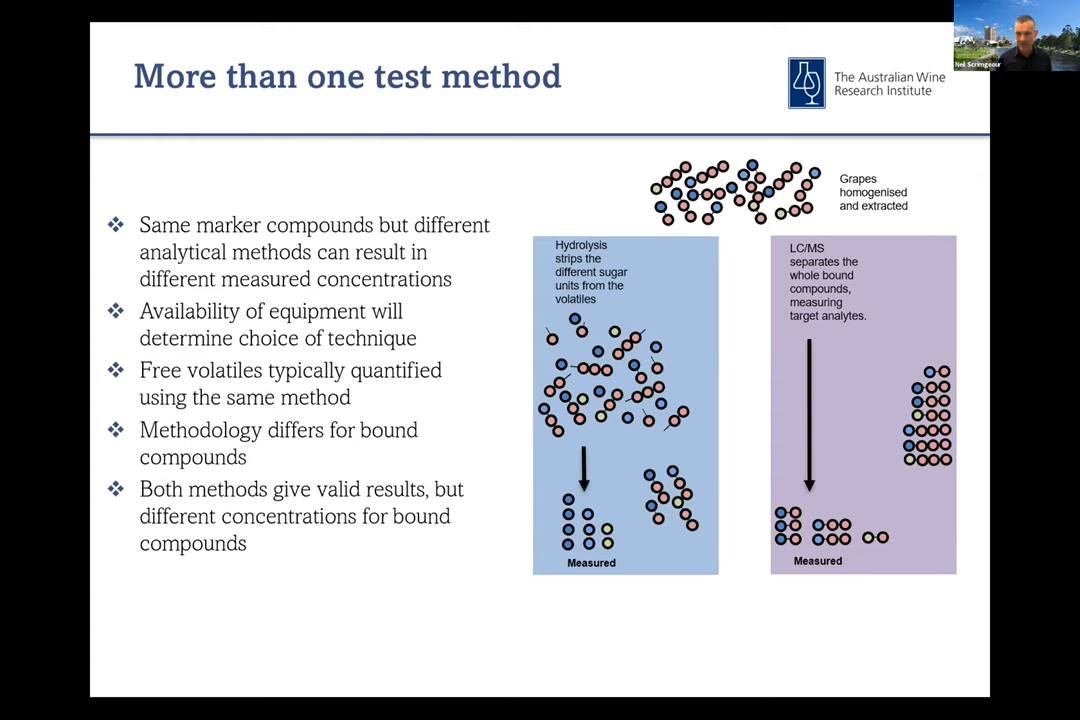 More than one test method
The Australian Wine
Research Institute
Neil Scrimgeour
Grapes
homogenised
and extracted
Same marker compounds but different
analytical methods can result in
different measured concentrations
Availability of equipment will
determine choice of technique
Free volatiles typically quantified
using the same method
Methodology differs for bound
compounds
Both methods give valid results, but
different concentrations for bound
compounds
Hydrolysis
strips the
different sugar
units from the
volatiles
Measured
LC/MS
separates the
whole bound
compounds,
measuring
target analytes.
Measured